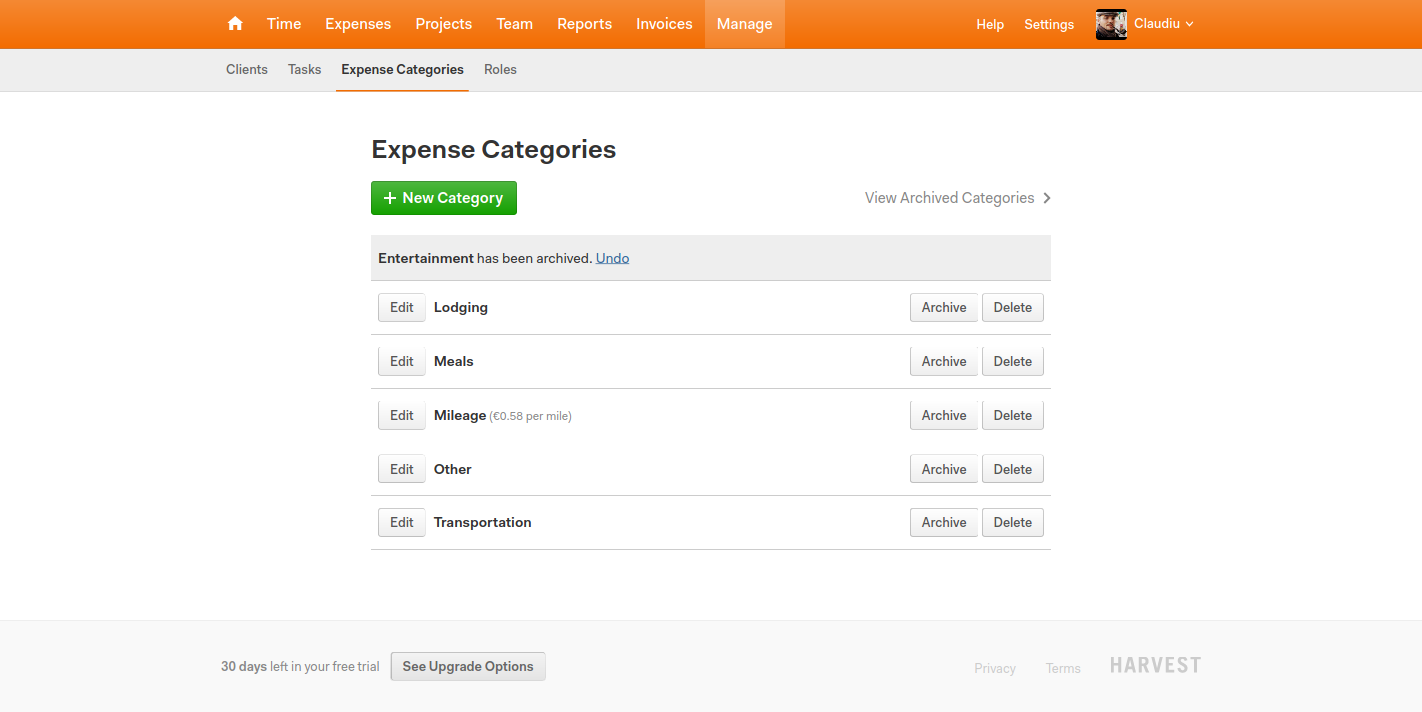 Time Expenses Projects Team Reports Invoices Manage Help Settings Claudiu
Clients Tasks Expense Categories Roles
Expense Categories
+ New Category View Archived Categories
Entertainment has been archived. Undo
Edit Lodging Archive Delete
Edit Meals Archive Delete
Edit Mileage (€0.58 per mile) Archive Delete
Edit Other Archive Delete
Edit Transportation Archive Delete
30 days left in your free trial See Upgrade Options Privacy Terms HARVEST